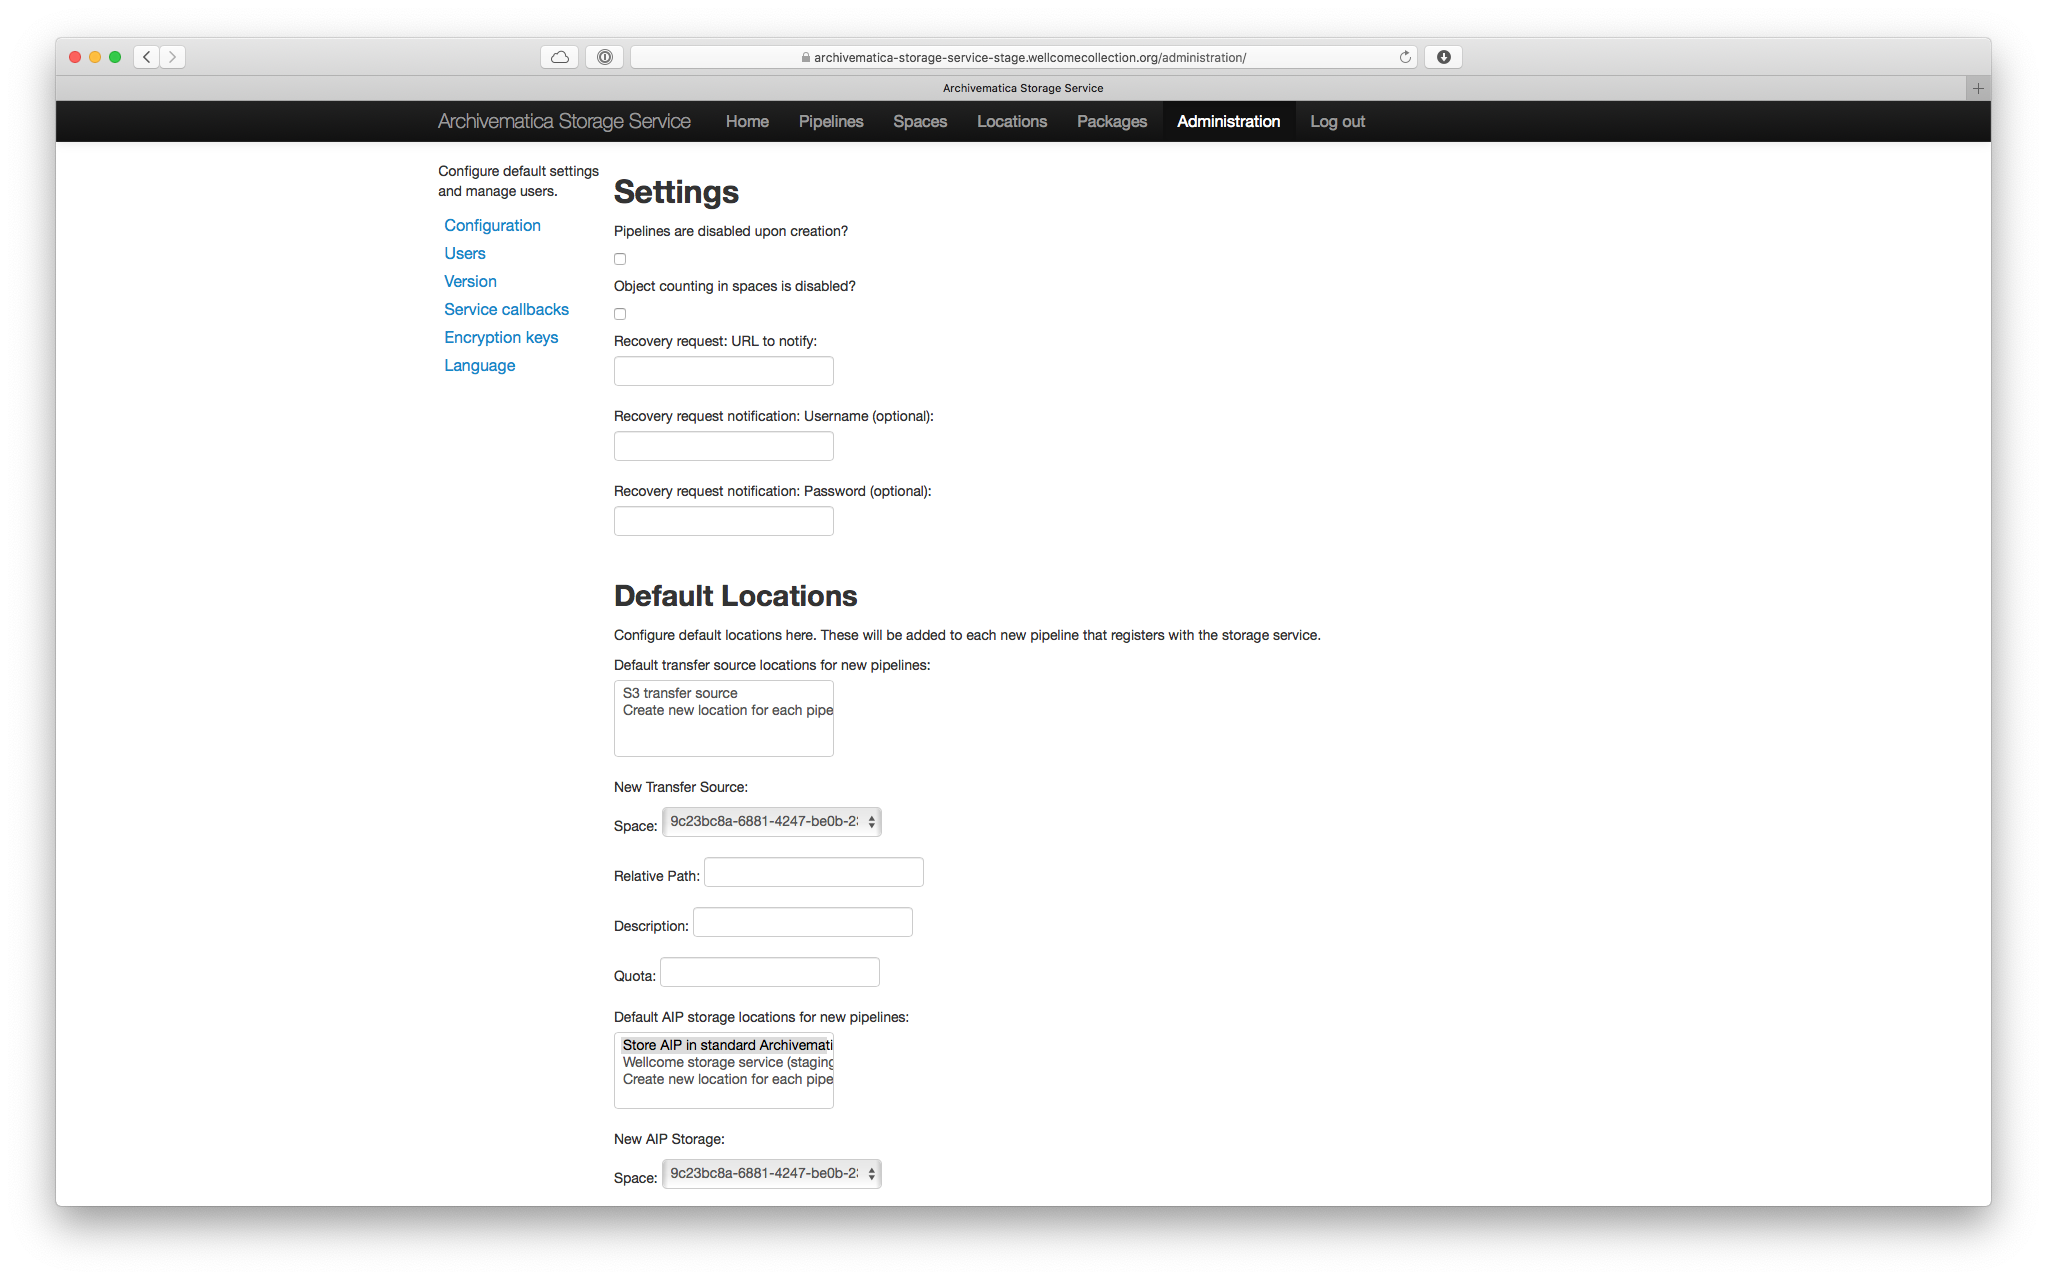 archivematica-storage-service-stage.wellcomecollection.org/administration/
Archivematica Storage Service
Archivematica Storage Service Home Pipelines Spaces Locations Packages Administration Log out
Configure default settings
and manage users.
Configuration
Users
Version
Service callbacks
Encryption keys
Language
Settings
Pipelines are disabled upon creation?
Object counting in spaces is disabled?
Recovery request: URL to notify:
Recovery request notification: Username (optional):
Recovery request notification: Password (optional):
Default Locations
Configure default locations here. These will be added to each new pipeline that registers with the storage service.
Default transfer source locations for new pipelines:
S3 transfer source
Create new location for each pipe
New Transfer Source:
Space: 9c23bc8a-6881-4247-be0b-2
Relative Path:
Description:
Quota:
Default AIP storage locations for new pipelines:
Store AIP in standard Archivemati
Wellcome storage service (staging
Create new location for each pipe
New AIP Storage:
Space: 9c23bc8a-6881-4247-be0b-2